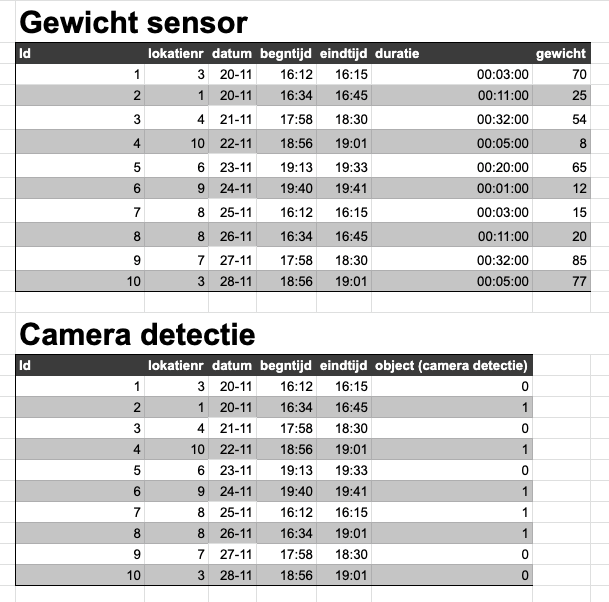 Gewicht sensor
Id lokatienr datum begntijd eindtijd duratie gewicht
1 3 20-11 16:12 16:15 00:03:00 70
2 1 20-11 16:34 16:45 00:11:00 25
3 4 21-11 17:58 18:30 00:32:00 54
4 10 22-11 18:56 19:01 00:05:00 8
5 6 23-11 19:13 19:33 00:20:00 65
6 9 24-11 19:40 19:41 00:01:00 12
7 8 25-11 16:12 16:15 00:03:00 15
8 8 26-11 16:34 16:45 00:11:00 20
9 7 27-11 17:58 18:30 00:32:00 85
10 3 28-11 18:56 19:01 00:05:00 77
Camera detectie
Id lokatienr datum begntijd eindtijd object (camera detectie)
1 3 20-11 16:12 16:15 0
2 1 20-11 16:34 16:45 1
3 4 21-11 17:58 18:30 0
4 10 22-11 18:56 19:01 1
5 6 23-11 19:13 19:33 0
6 9 24-11 19:40 19:41 1
7 8 25-11 16:12 16:15 1
8 8 26-11 16:34 19:01 1
9 7 27-11 17:58 18:30 0
10 3 28-11 18:56 19:01 0